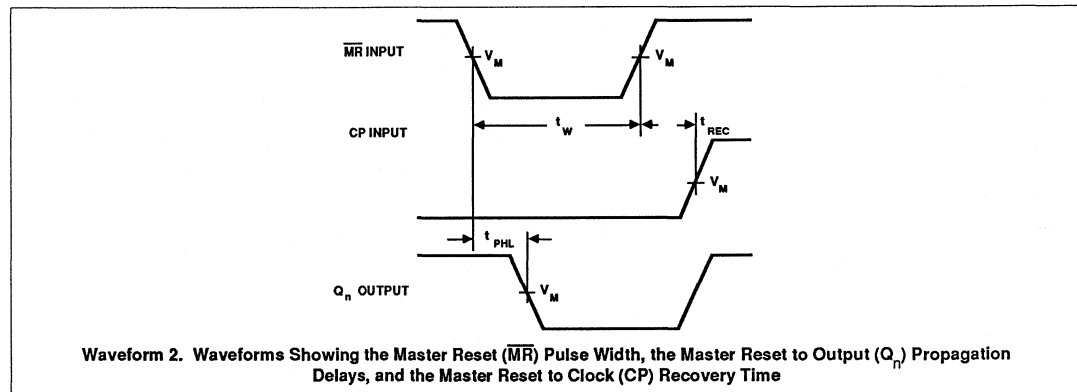 M̅R̅ INPUT
V_M
V_M
t_W
t_REC
CP INPUT
V_M
t_PHL
Q_n OUTPUT
V_M
Waveform 2. Waveforms Showing the Master Reset (M̅R̅) Pulse Width, the Master Reset to Output (Q_n) Propagation
Delays, and the Master Reset to Clock (CP) Recovery Time